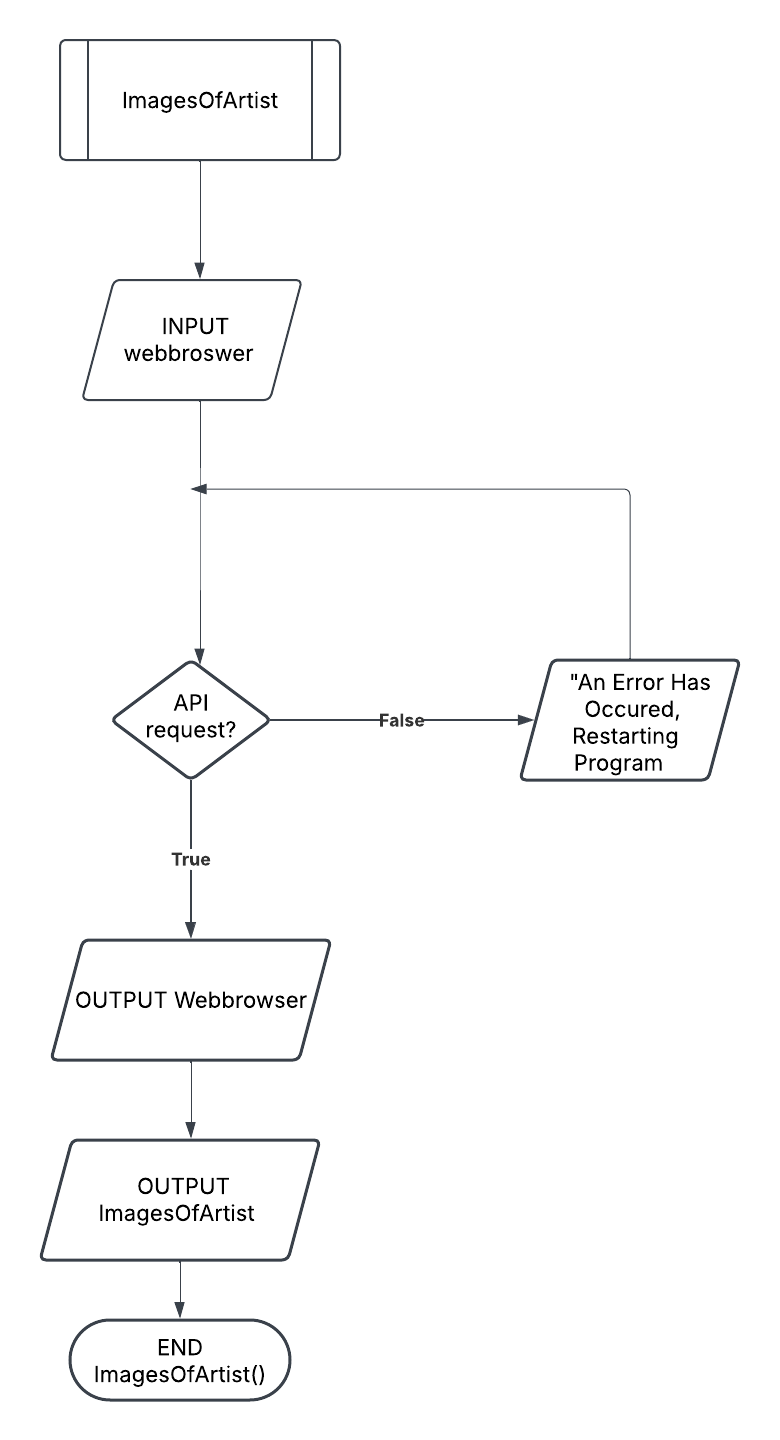 ImagesOfArtist
INPUT
webbroswer
API
request?
False
"An Error Has
Occured,
Restarting
Program
True
OUTPUT Webbrowser
OUTPUT
ImagesOfArtist
END
ImagesOfArtist()